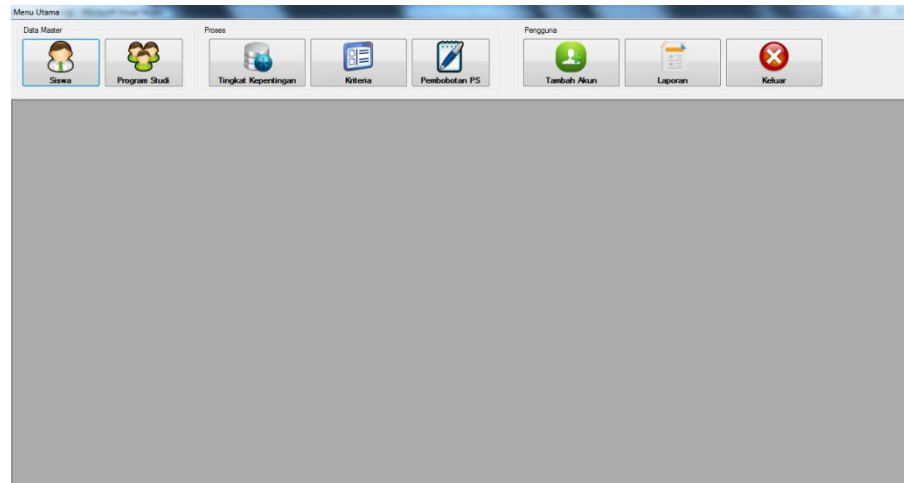 Menu Utama
Data Master
Proses
Pengguna
Siswa
Program Studi
Tingkat Kepentingan
Kriteria
Pembobotan PS
Tambah Akun
Laporan
Keluar